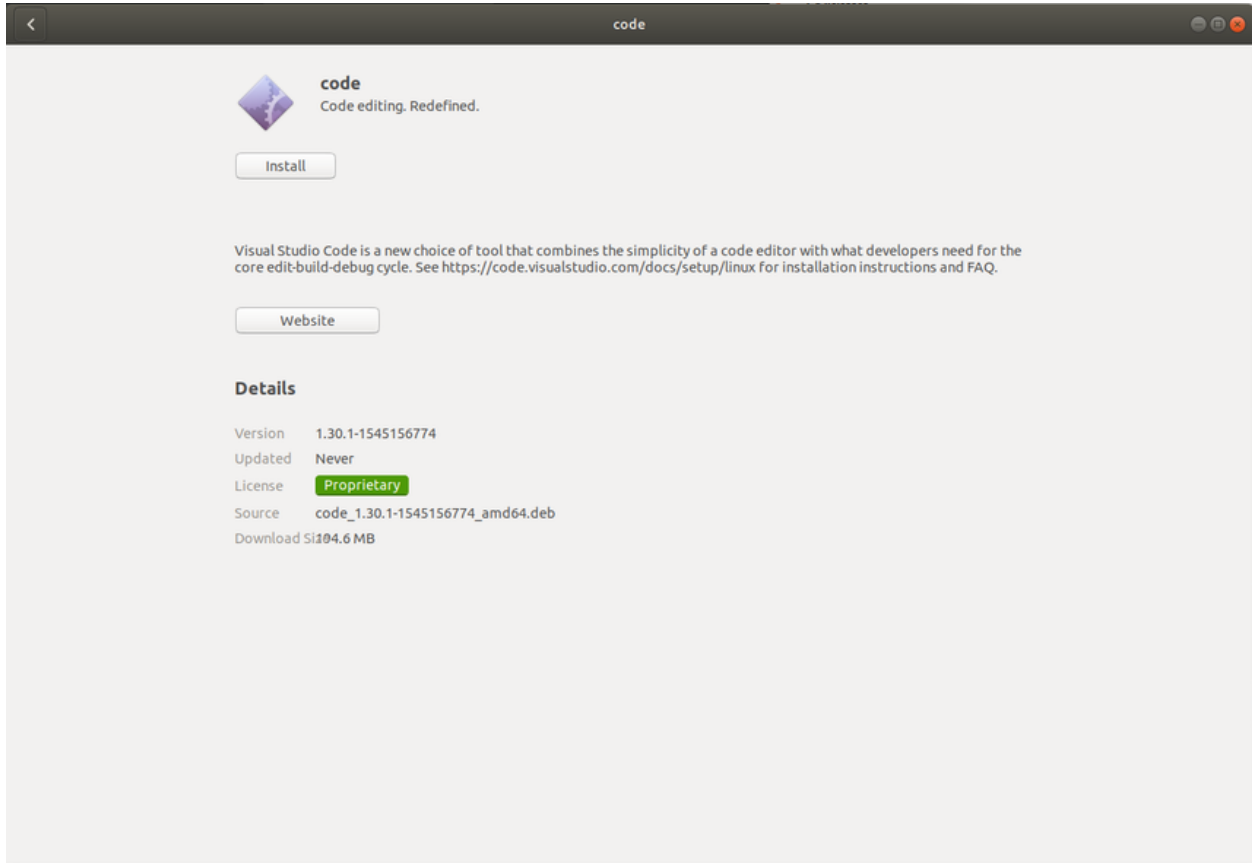 code
code
Code editing. Redefined.
Install
Visual Studio Code is a new choice of tool that combines the simplicity of a code editor with what developers need for the
core edit-build-debug cycle. See https://code.visualstudio.com/docs/setup/linux for installation instructions and FAQ.
Website
Details
Version 1.30.1-1545156774
Updated Never
License Proprietary
Source code_1.30.1-1545156774_amd64.deb
Download MB